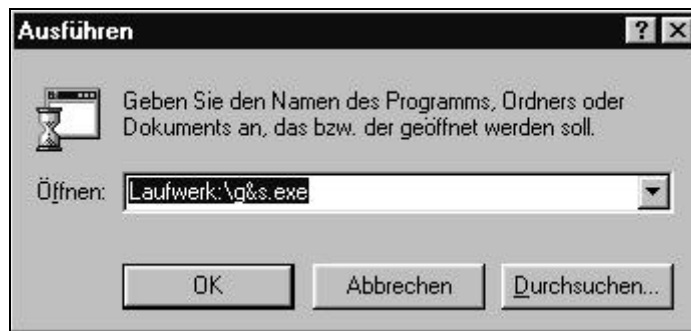 Ausführen
Geben Sie den Namen des Programms, Ordners oder
Dokuments an, das bzw. der geöffnet werden soll.
Öffnen: Laufwerk:\g&s.exe
OK Abbrechen Durchsuchen...